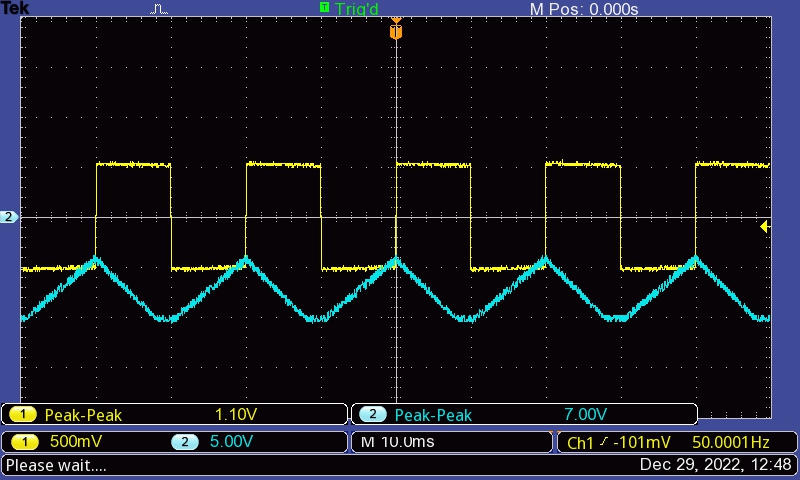 Tek T Trig'd M Pos: 0.000s
T
2
1 Peak-Peak 1.10V 2 Peak-Peak 7.00V
1 500mV 2 5.00V M 10.0ms Ch1 -101mV 50.0001Hz
Please wait.... Dec 29, 2022, 12:48